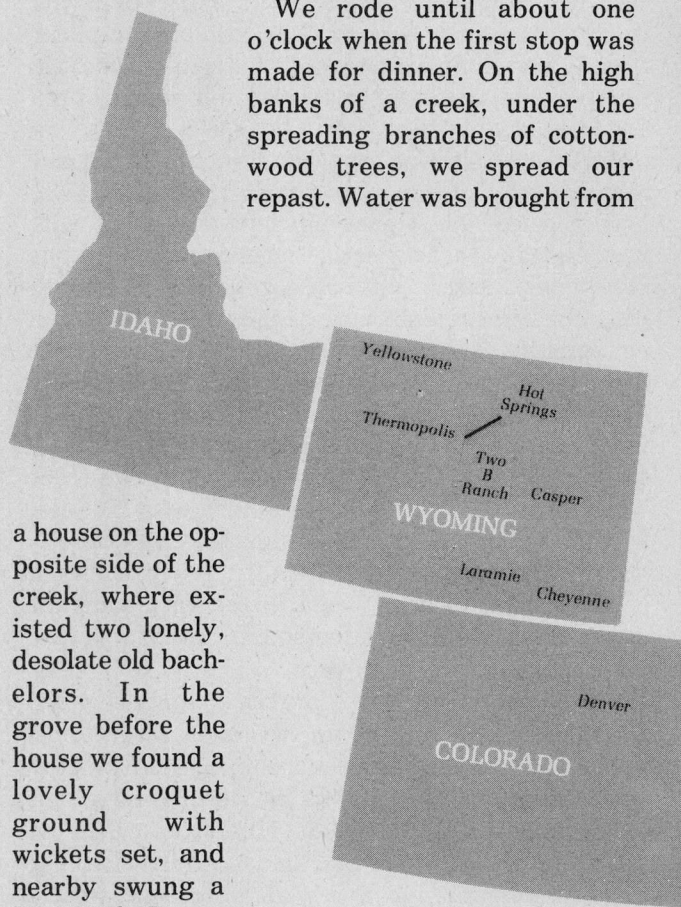 We rode until about one
o'clock when the first stop was
made for dinner. On the high
banks of a creek, under the
spreading branches of cotton-
wood trees, we spread our
repast. Water was brought from
IDAHO
Yellowstone
Hot
Springs
Thermopolis
Two
B
Ranch
Casper
WYOMING
Laramie
Cheyenne
Denver
COLORADO
a house on the op-
posite side of the
creek, where ex-
isted two lonely,
desolate old bach-
elors. In the
grove before the
house we found a
lovely croquet
ground with
wickets set, and
nearby swung a